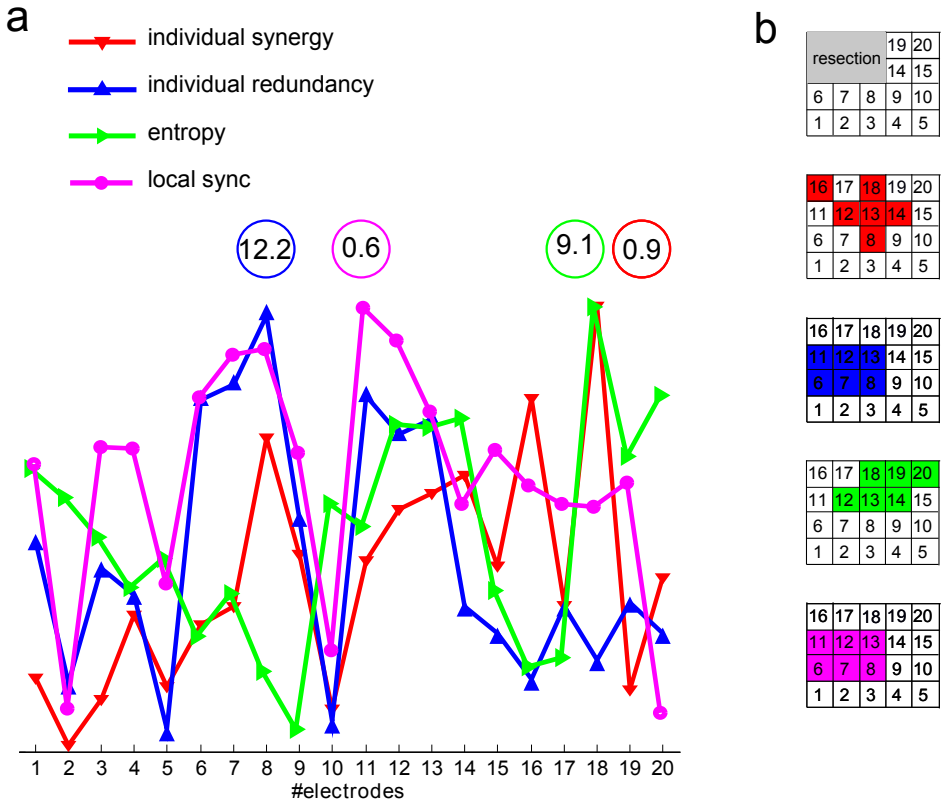 a
individual synergy
individual redundancy
entropy
local sync
12.2 0.6 9.1 0.9
1 2 3 4 5 6 7 8 9 10 11 12 13 14 15 16 17 18 19 20
#electrodes
b
resection 19 20
14 15
6 7 8 9 10
1 2 3 4 5
16 17 18 19 20
11 12 13 14 15
6 7 8 9 10
1 2 3 4 5
16 17 18 19 20
11 12 13 14 15
6 7 8 9 10
1 2 3 4 5
16 17 18 19 20
11 12 13 14 15
6 7 8 9 10
1 2 3 4 5
16 17 18 19 20
11 12 13 14 15
6 7 8 9 10
1 2 3 4 5